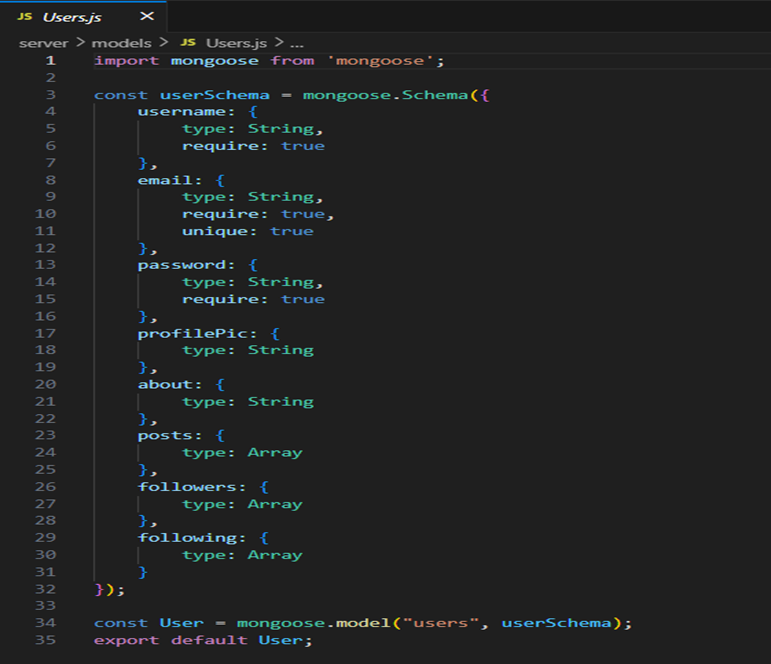 JS Users.js ×
server > models > JS Users.js > ...
1 import mongoose from 'mongoose';
2
3 const userSchema = mongoose.Schema({
4     username: {
5         type: String,
6         require: true
7     },
8     email: {
9         type: String,
10         require: true,
11         unique: true
12     },
13     password: {
14         type: String,
15         require: true
16     },
17     profilePic: {
18         type: String
19     },
20     about: {
21         type: String
22     },
23     posts: {
24         type: Array
25     },
26     followers: {
27         type: Array
28     },
29     following: {
30         type: Array
31     }
32 });
33
34 const User = mongoose.model("users", userSchema);
35 export default User;